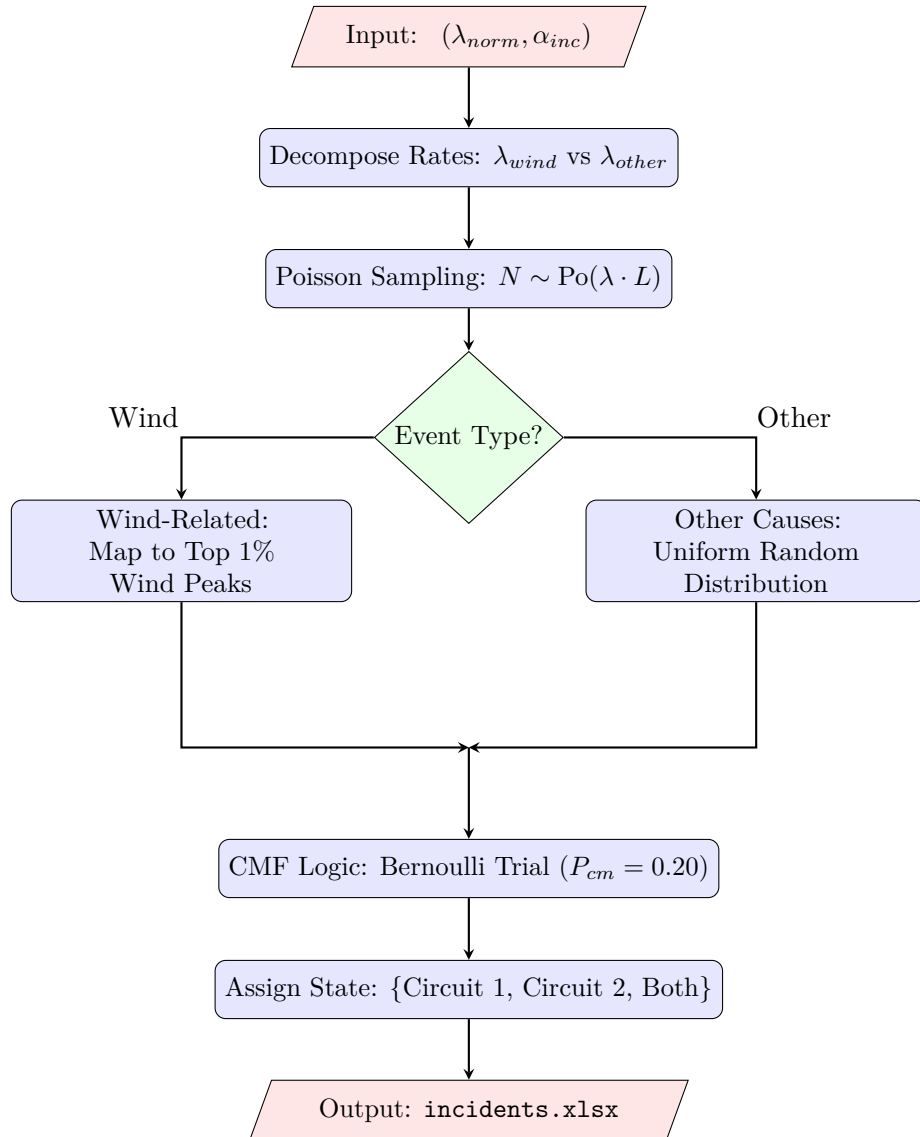 Input: (λ_norm, α_inc)
Decompose Rates: λ_wind vs λ_other
Poisson Sampling: N ∼ Po(λ · L)
Event Type?
Wind
Other
Wind-Related:
Map to Top 1%
Wind Peaks
Other Causes:
Uniform Random
Distribution
CMF Logic: Bernoulli Trial (P_cm = 0.20)
Assign State: {Circuit 1, Circuit 2, Both}
Output: incidents.xlsx